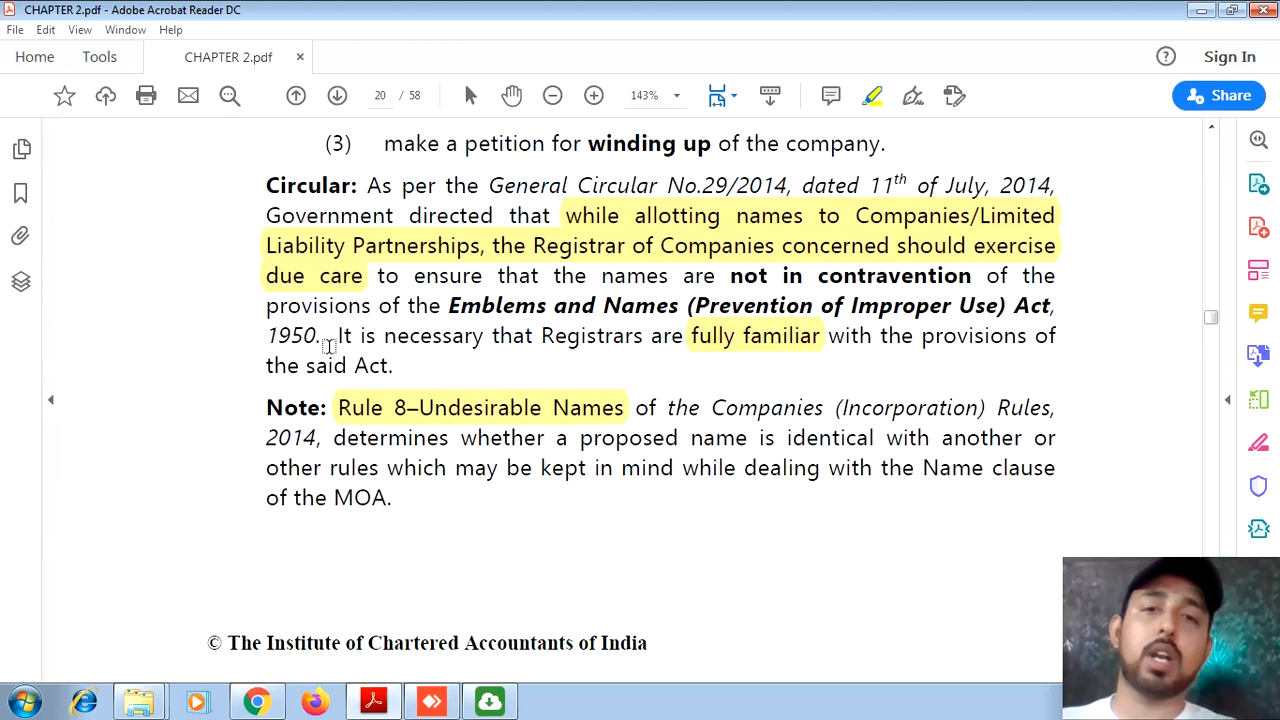 CHAPTER 2.pdf - Adobe Acrobat Reader DC
File Edit View Window Help
Home Tools CHAPTER 2.pdf × Sign In
20 / 58 143% Share
(3) make a petition for winding up of the company.
Circular: As per the General Circular No.29/2014, dated 11th of July, 2014,
Government directed that while allotting names to Companies/Limited
Liability Partnerships, the Registrar of Companies concerned should exercise
due care to ensure that the names are not in contravention of the
provisions of the Emblems and Names (Prevention of Improper Use) Act,
1950. It is necessary that Registrars are fully familiar with the provisions of
the said Act.
Note: Rule 8–Undesirable Names of the Companies (Incorporation) Rules,
2014, determines whether a proposed name is identical with another or
other rules which may be kept in mind while dealing with the Name clause
of the MOA.
© The Institute of Chartered Accountants of India